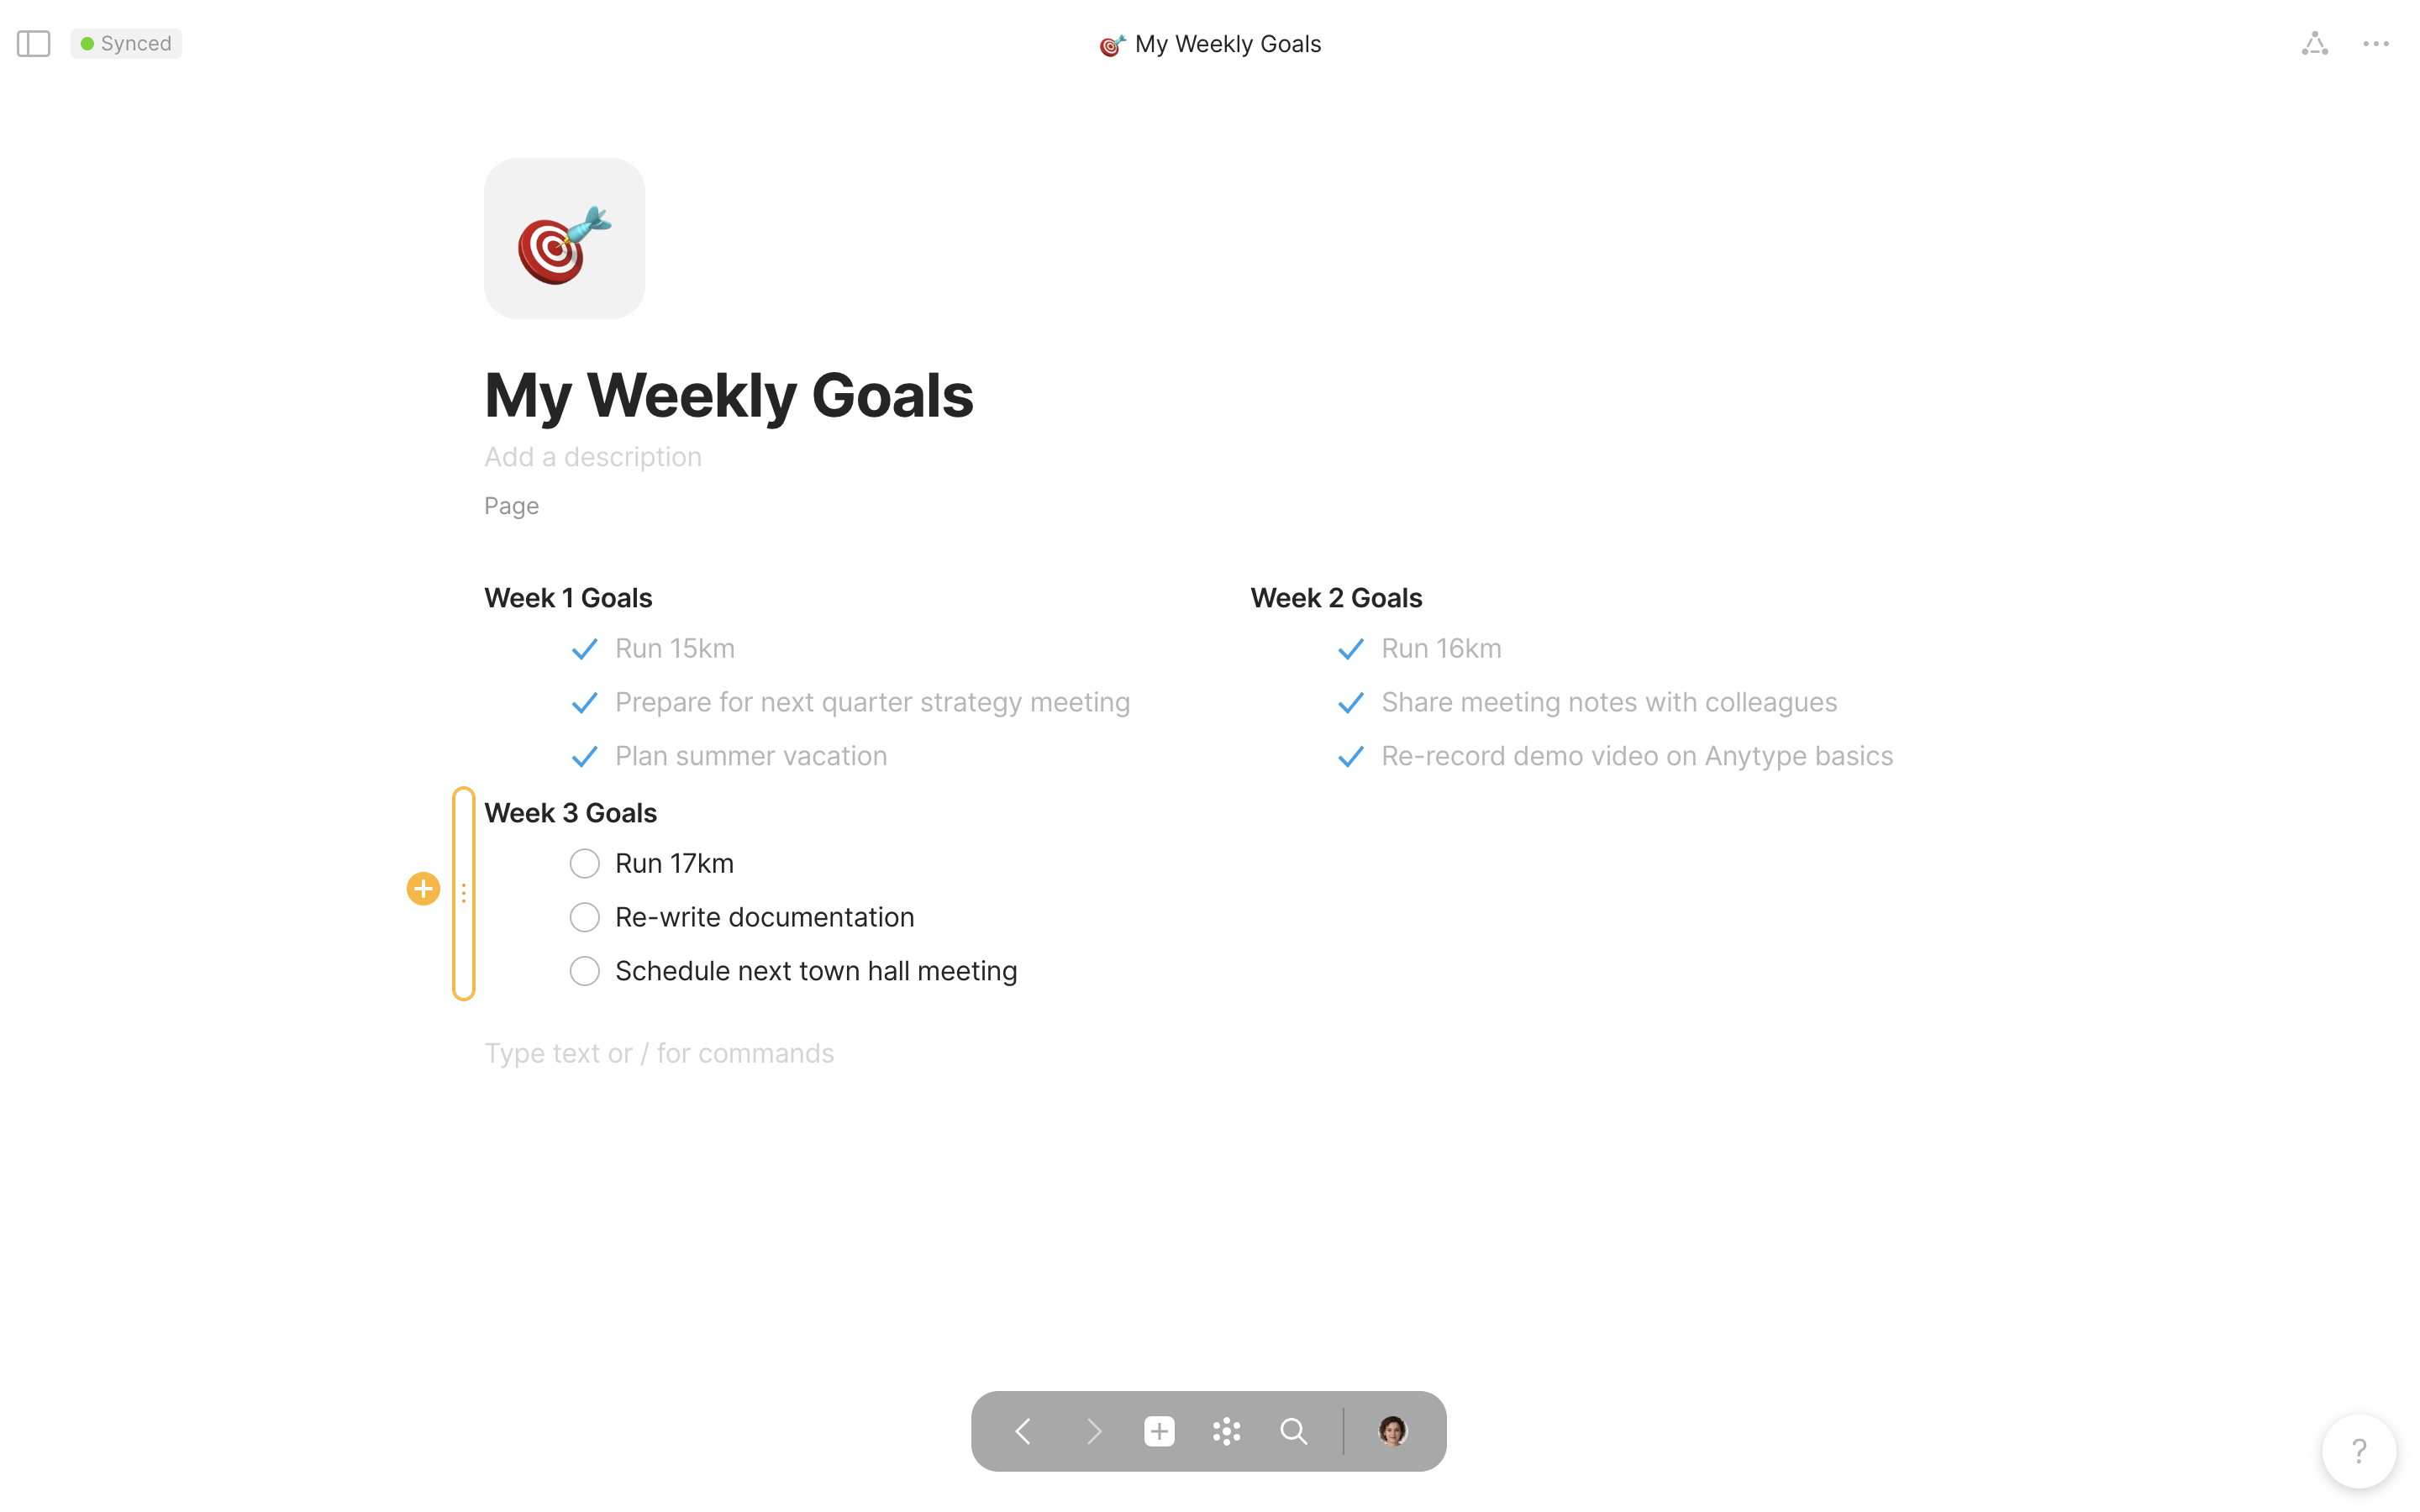 Synced
My Weekly Goals
My Weekly Goals
Add a description
Page
Week 1 Goals
Run 15km
Prepare for next quarter strategy meeting
Plan summer vacation
Week 2 Goals
Run 16km
Share meeting notes with colleagues
Re-record demo video on Anytype basics
Week 3 Goals
Run 17km
Re-write documentation
Schedule next town hall meeting
Type text or / for commands
?